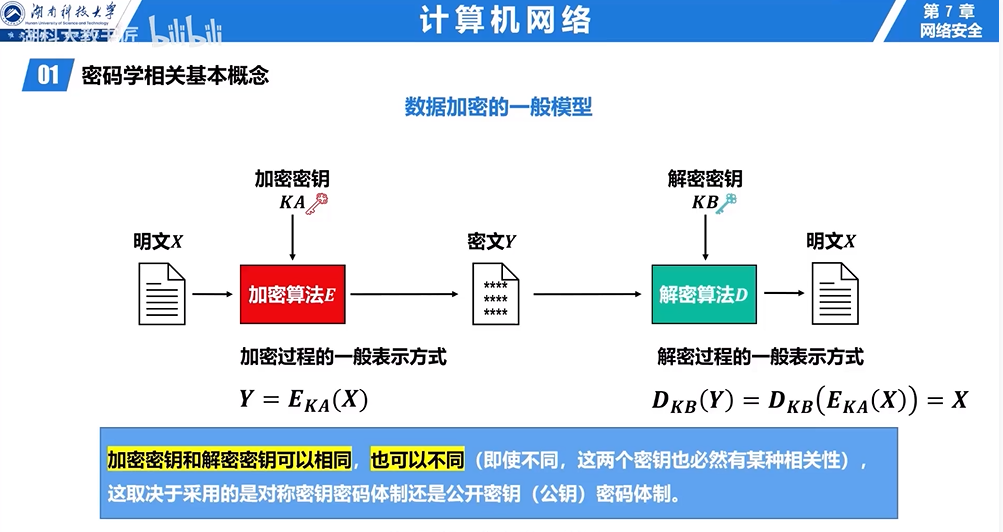 湖南科技大学
Hunan University of Science and Technology
计算机网络
第 7 章
网络安全
湖科大教书匠 bilibili
01 密码学相关基本概念
数据加密的一般模型
加密密钥
KA
解密密钥
KB
明文X
密文Y
明文X
加密算法E
****
****
****
解密算法D
加密过程的一般表示方式
解密过程的一般表示方式
Y = E_{KA}(X)
D_{KB}(Y) = D_{KB}(E_{KA}(X)) = X
加密密钥和解密密钥可以相同，也可以不同（即使不同，这两个密钥也必然有某种相关性），
这取决于采用的是对称密钥密码体制还是公开密钥（公钥）密码体制。